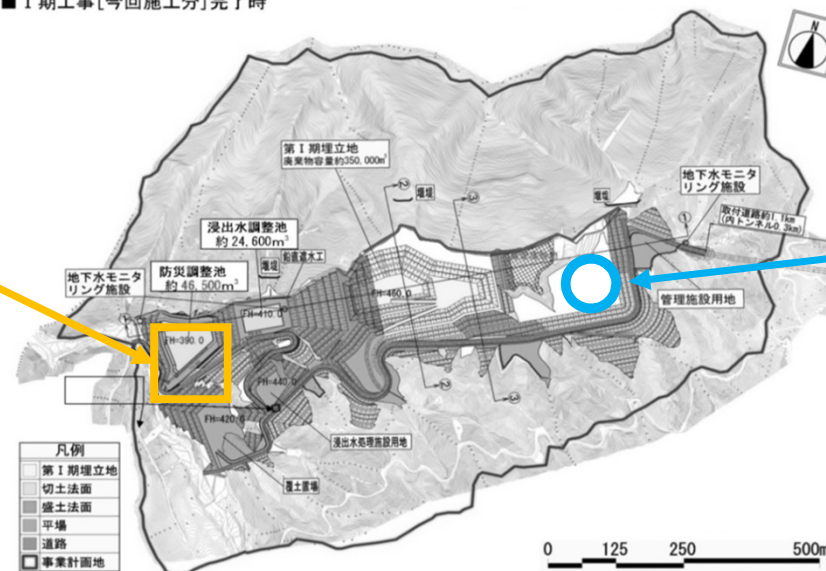 ■Ⅰ期工事[今回施工分]完了時
N
第Ⅰ期埋立地
廃棄物容量約350.000㎥
②
堰堤
③
堰堤
地下水モニタ
リング施設
①
取付道路約1.1km
(内トンネル0.3km)
浸出水調整池
約 24,600m³
防災調整池
約 46,500m³
堰堤
鉛直遮水工
地下水モニタ
リング施設
管理施設用地
FH=460.0
FH=410.0
FH=390.0
FH=440.0
FH=420.0
②
③
浸出水処理施設用地
覆土置場
凡例
第Ⅰ期埋立地
切土法面
盛土法面
平場
道路
事業計画地
0 125 250 500m